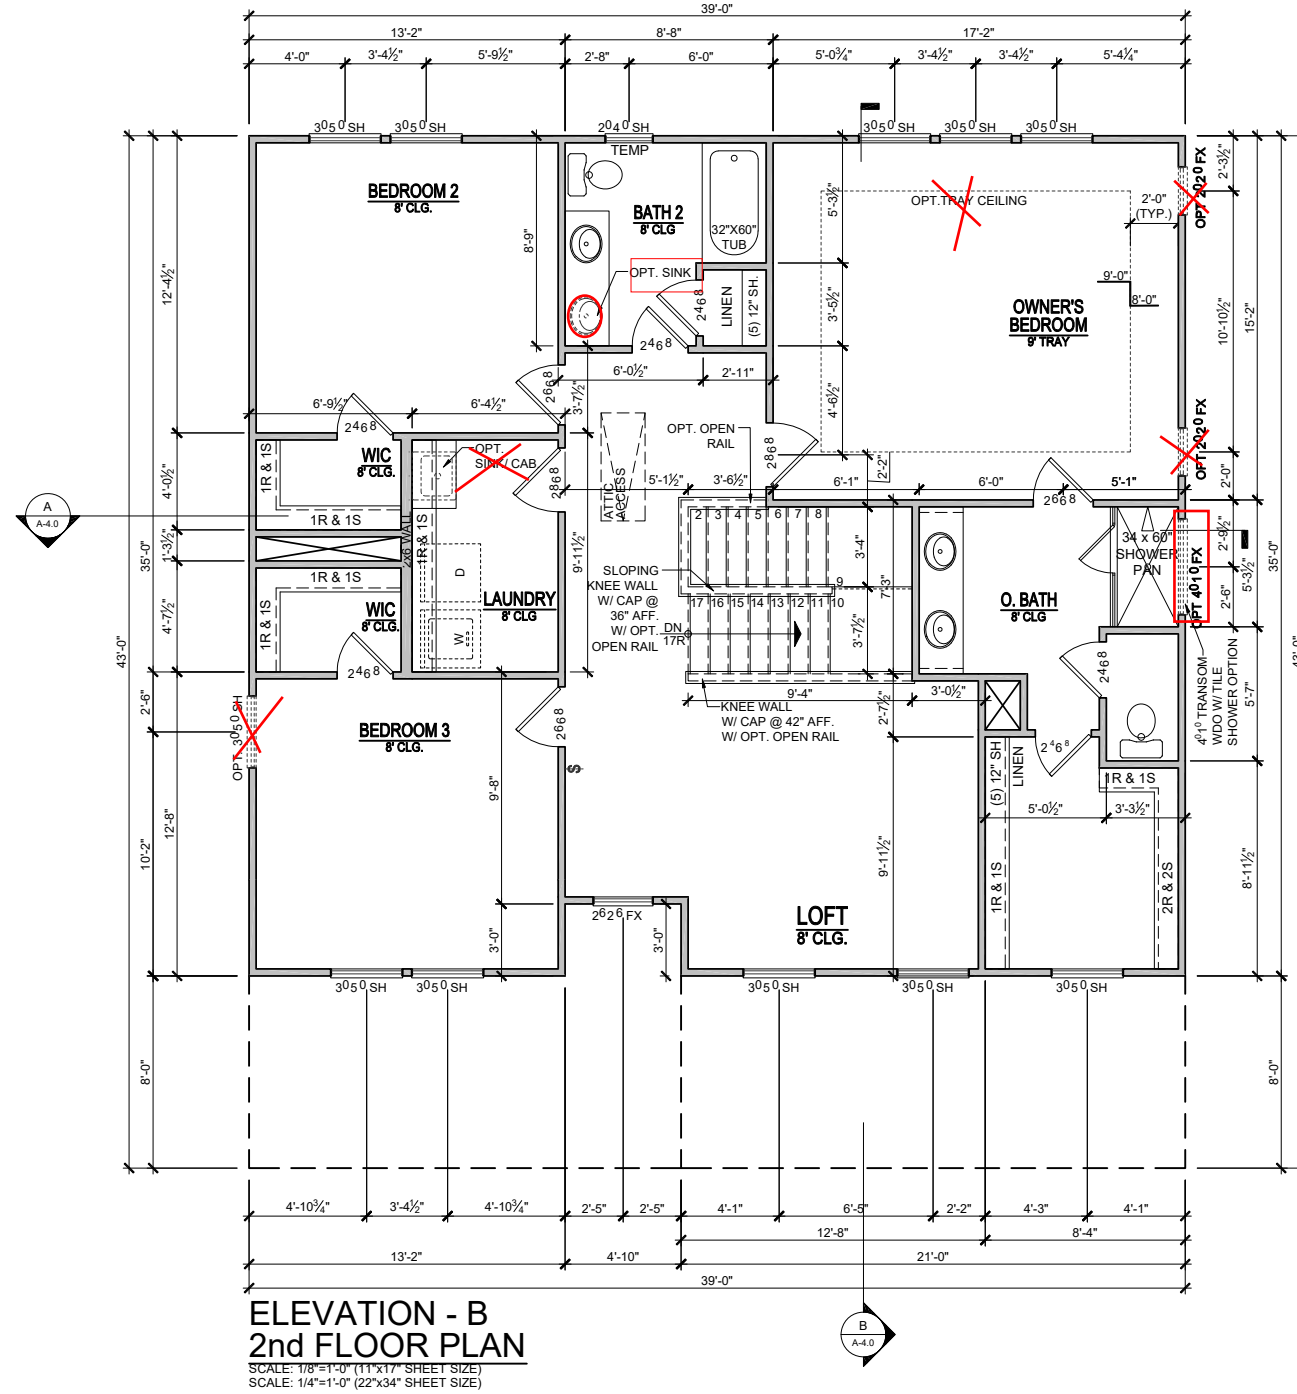 39'-0"
13'-2" 8'-8" 17'-2"
4'-0" 3'-4½" 5'-9½" 2'-8" 6'-0" 5'-0¾" 3'-4½" 3'-4½" 5'-4¼"
3050 SH 3050 SH 2040 SH 3050 SH 3050 SH 3050 SH
TEMP
BEDROOM 2
8' CLG.
BATH 2
8' CLG
32"X60"
TUB
OPT. SINK
LINEN
(5) 12" SH.
2468
2468
OPT.TRAY CEILING
2'-0"
(TYP.)
9'-0"
8'-0"
OWNER'S
BEDROOM
9' TRAY
OPT. 2020 FX
OPT. 2020 FX
2'-3½"
10'-10½"
15'-2"
2'-0"
5'-3½"
3'-5½"
4'-6½"
8'-9"
12'-4½"
6'-9½" 6'-4½"
6'-0½" 2'-11"
3'-7½"
2668
2468
OPT. OPEN
RAIL
2868
2'-2"
WIC
8' CLG.
1R & 1S
1R & 1S
OPT.
SINK/ CAB.
2868
ATTIC
ACCESS
5'-1½" 3'-6½" 6'-1" 6'-0" 5'-1"
2668
A
A-4.0
4'-0½"
1'-3½"
4'-7½"
35'-0"
43'-0"
2x6 WALL
1R & 1S
9'-11½"
2 3 4 5 6 7 8
9
17 16 15 14 13 12 11 10
3'-4"
7'-3"
3'-7½"
34 x 60"
SHOWER
PAN
OPT 4010 FX
2'-9½"
5'-3½"
2'-6"
35'-0"
43'-0"
1R & 1S
1R & 1S
WIC
8' CLG.
2468
D
W
LAUNDRY
8' CLG
SLOPING
KNEE WALL
W/ CAP @
36" AFF.
W/ OPT.
OPEN RAIL
DN
17R
O. BATH
8' CLG
2468
4010 TRANSOM
WDO W/ TILE
SHOWER OPTION
5'-7"
2'-6"
OPT. 3050 SH
BEDROOM 3
8' CLG.
2668
S
9'-4" 3'-0½"
2'-7½"
KNEE WALL
W/ CAP @ 42" AFF.
W/ OPT. OPEN RAIL
(5) 12" SH
LINEN
2468
1R & 1S
5'-0½" 3'-3½"
10'-2"
12'-8"
9'-8"
3'-0"
9'-11½"
1R & 1S
2R & 2S
8'-11½"
LOFT
8' CLG.
2626 FX
3'-0"
3050 SH 3050 SH 3050 SH 3050 SH 3050 SH
8'-0" 8'-0"
4'-10¾" 3'-4½" 4'-10¾" 2'-5" 2'-5" 4'-1" 6'-5" 2'-2" 4'-3" 4'-1"
12'-8" 8'-4"
13'-2" 4'-10" 21'-0"
39'-0"
ELEVATION - B
2nd FLOOR PLAN
SCALE: 1/8"=1'-0" (11"x17" SHEET SIZE)
SCALE: 1/4"=1'-0" (22"x34" SHEET SIZE)
B
A-4.0